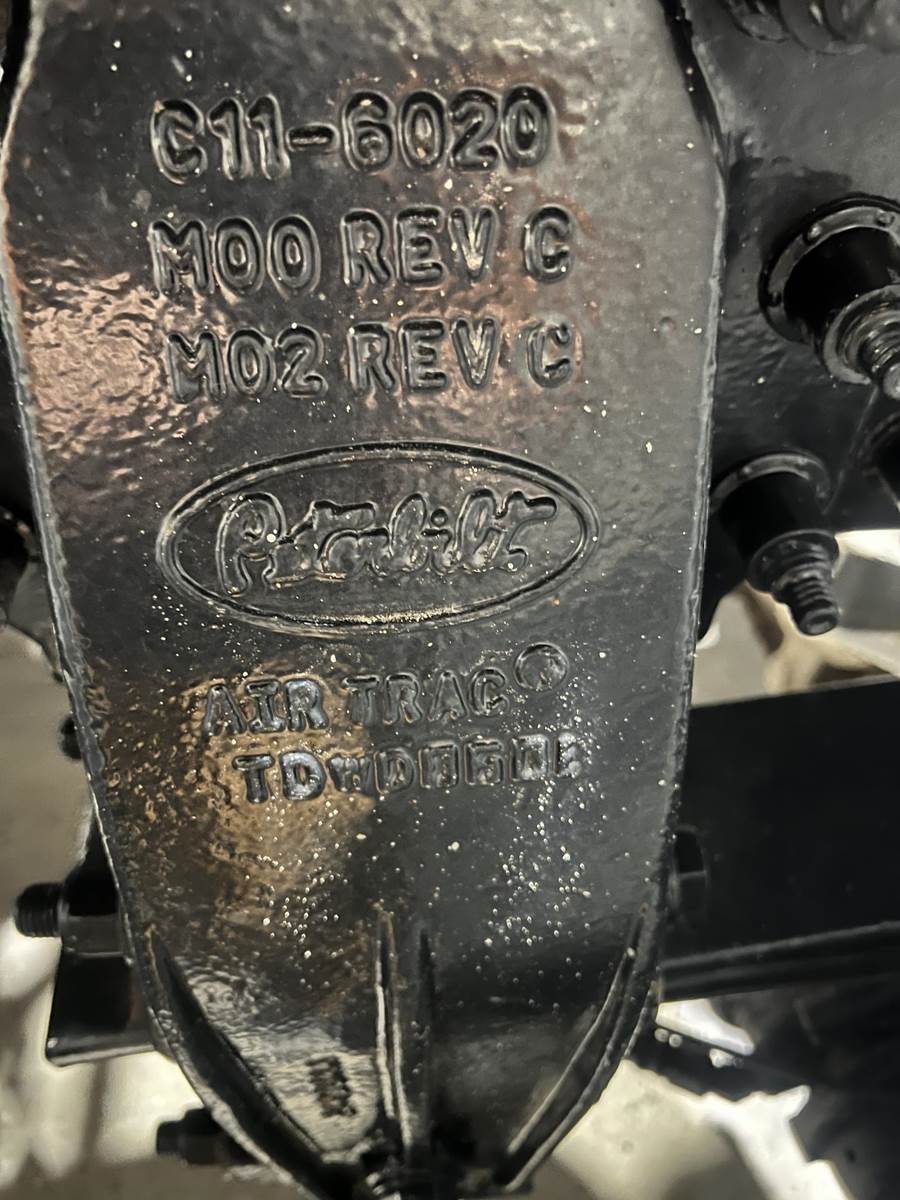 C11-6020
M00 REV C
M02 REV C
Peterbilt
AIR TRAC®